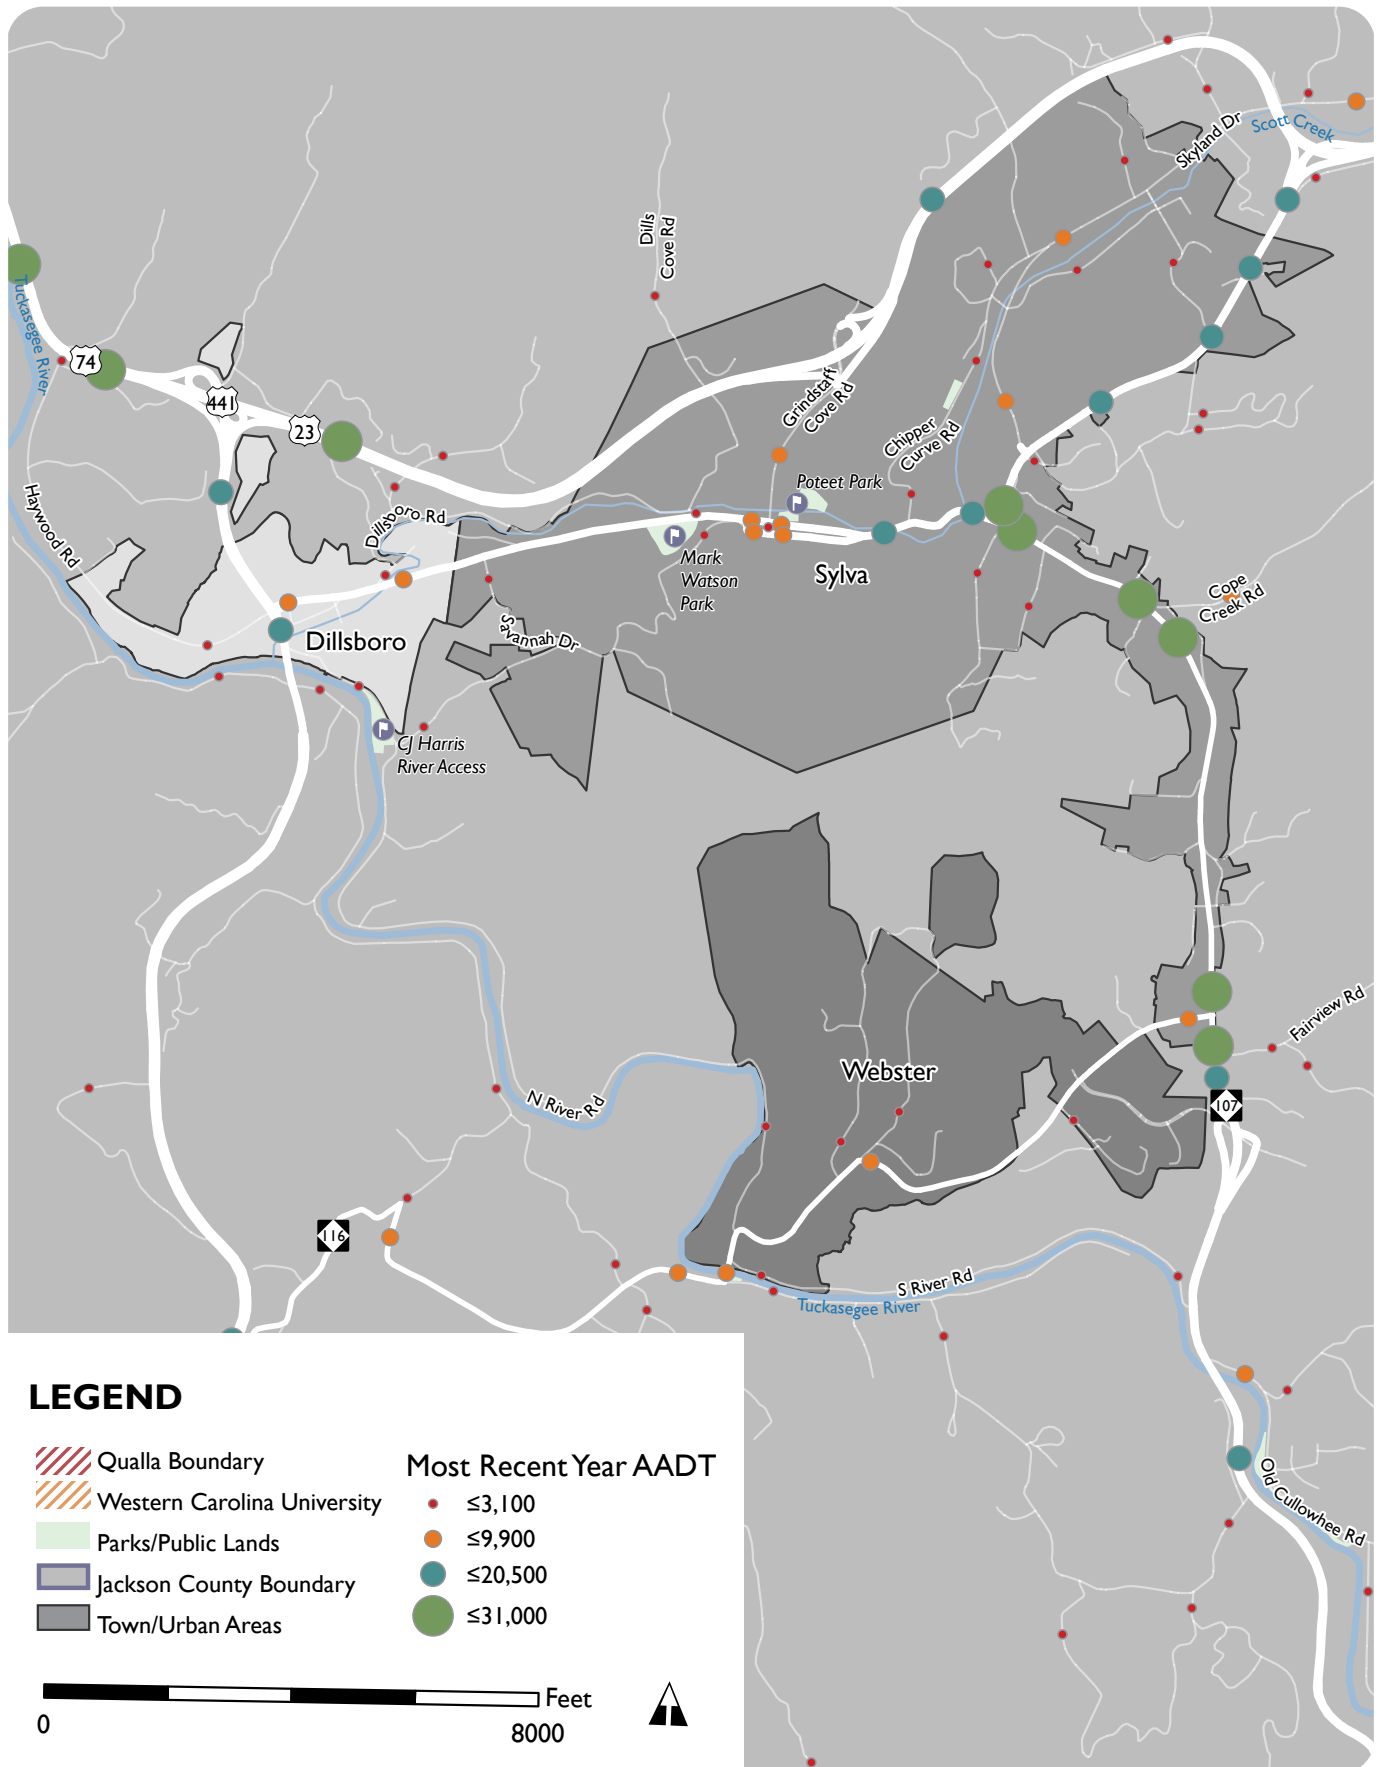 Scott Creek
Skyland Dr
Dills
Cove Rd
Tuckasegee River
74
441
23
Grindstaff
Cove Rd
Chipper
Curve Rd
Poteet Park
Haywood Rd
Dillsboro Rd
Mark
Watson
Park
Sylva
Cope
Creek Rd
Savannah Dr
Dillsboro
CJ Harris
River Access
Fairview Rd
Webster
N River Rd
107
116
S River Rd
Tuckasegee River
Old Cullowhee Rd
LEGEND
Qualla Boundary
Western Carolina University
Parks/Public Lands
Jackson County Boundary
Town/Urban Areas
Most Recent Year AADT
≤3,100
≤9,900
≤20,500
≤31,000
Feet
0
8000